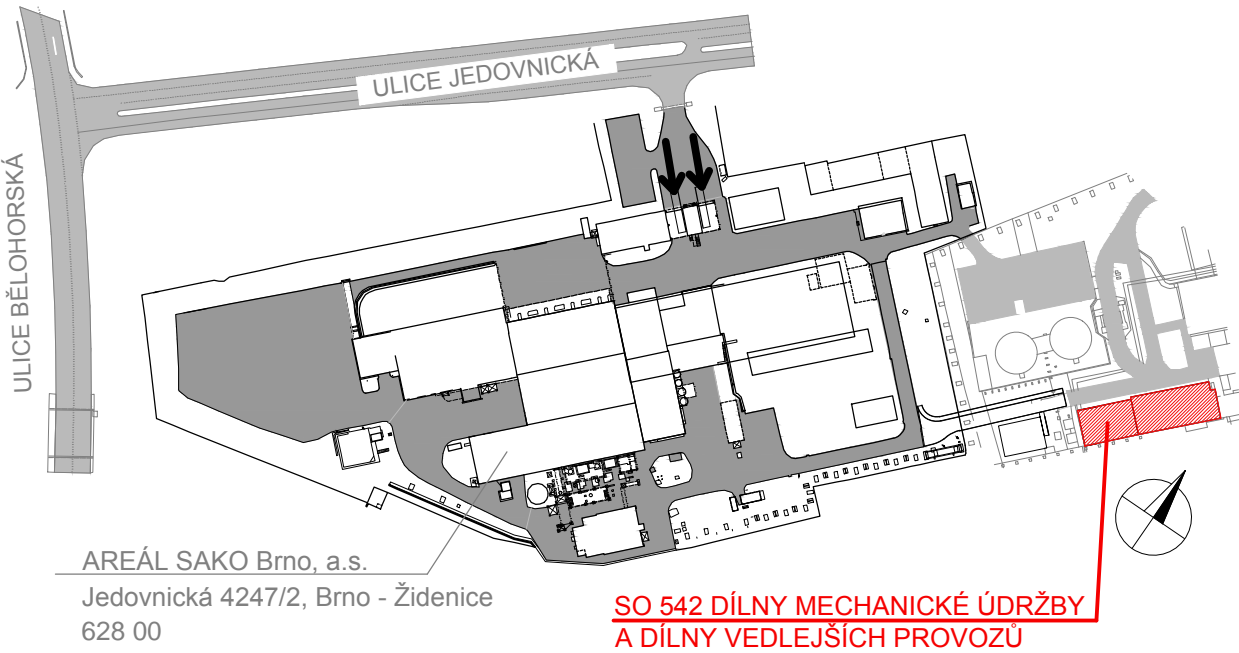 ULICE JEDOVNICKÁ
ULICE BĚLOHORSKÁ
AREÁL SAKO Brno, a.s.
Jedovnická 4247/2, Brno - Židenice
628 00
SO 542 DÍLNY MECHANICKÉ ÚDRŽBY
A DÍLNY VEDLEJŠÍCH PROVOZŮ